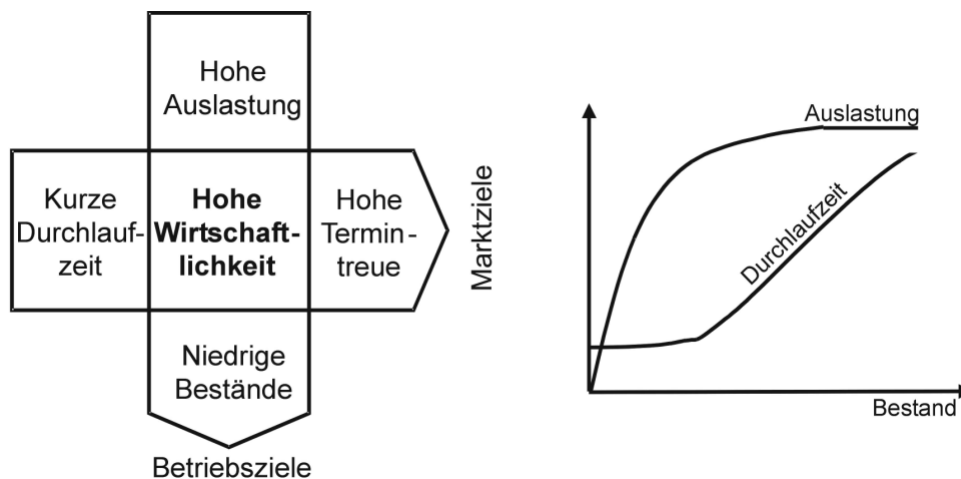 Hohe
Auslastung
Kurze
Durchlauf-
zeit
Hohe
Wirtschaft-
lichkeit
Hohe
Termin-
treue
Marktziele
Niedrige
Bestände
Betriebsziele
Auslastung
Durchlaufzeit
Bestand